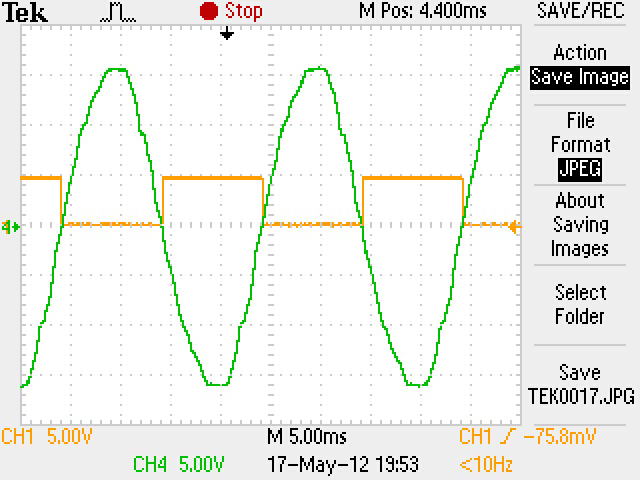 Tek Stop M Pos: 4.400ms SAVE/REC
Action
Save Image
File
Format
JPEG
About
Saving
Images
Select
Folder
Save
TEK0017.JPG
4
CH1 5.00V M 5.00ms CH1 -75.8mV
CH4 5.00V 17-May-12 19:53 <10Hz